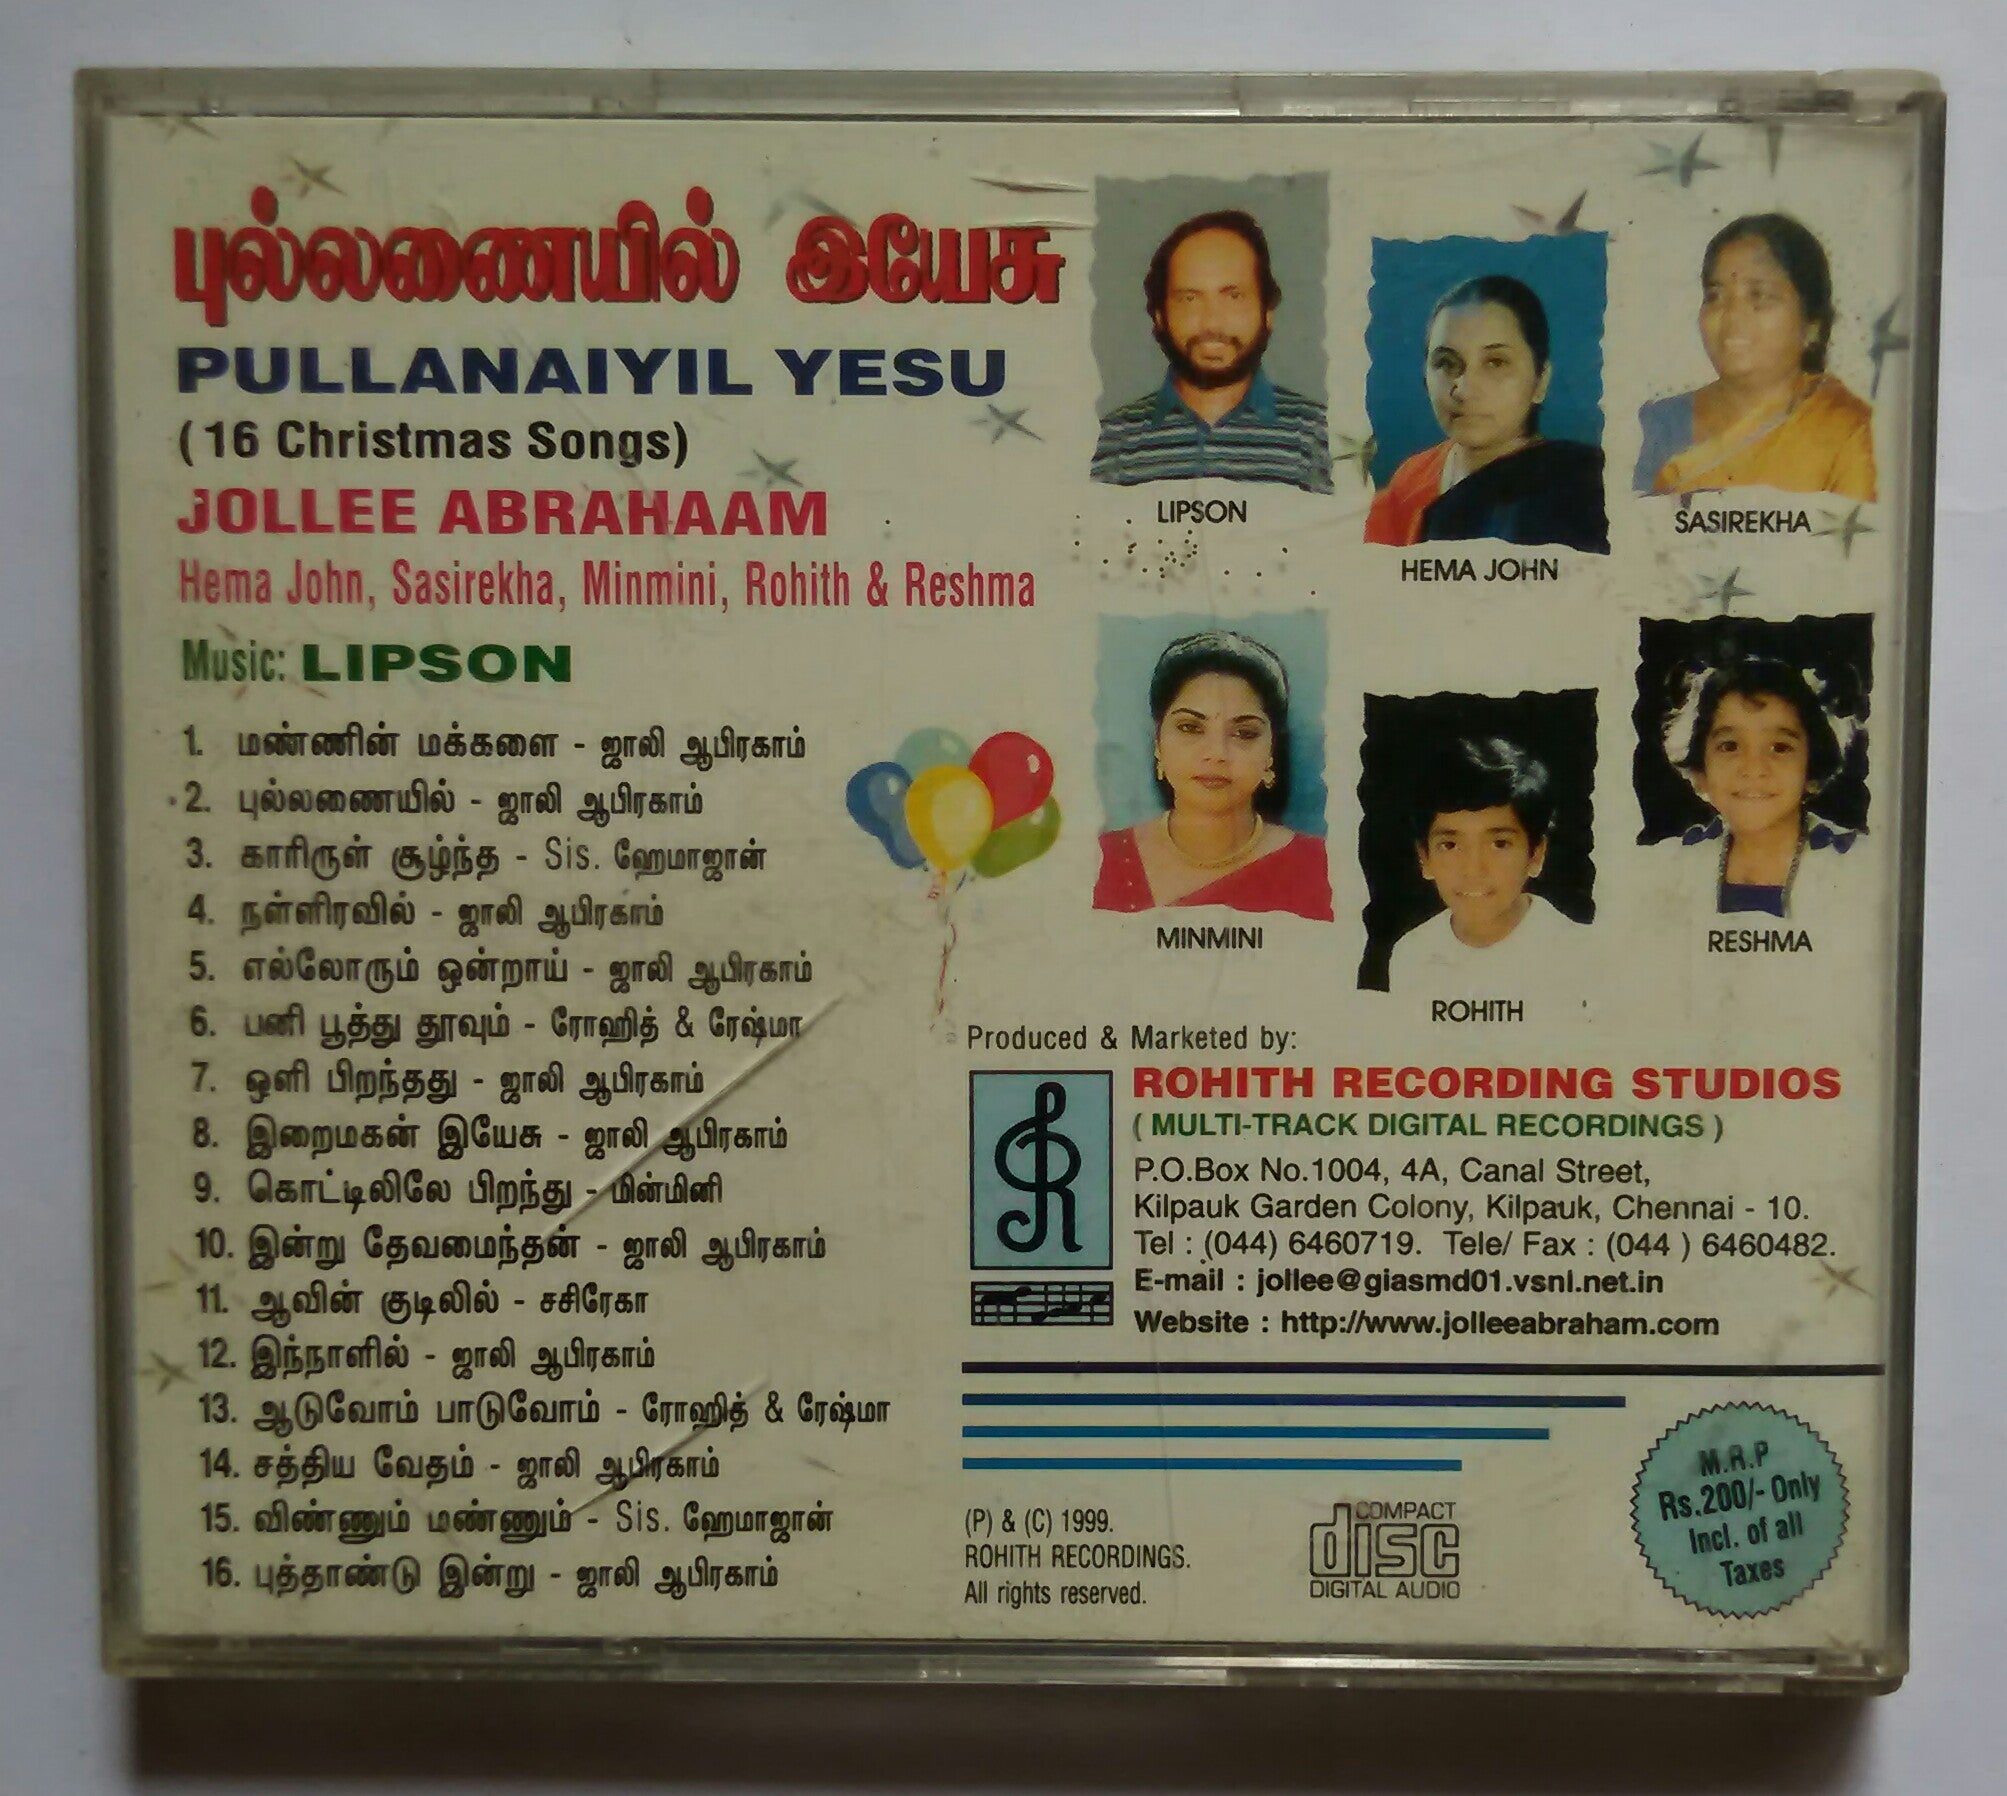 புல்லணையில் இயேசு
PULLANAIYIL YESU
(16 Christmas Songs)
JOLLEE ABRAHAAM
Hema John, Sasirekha, Minmini, Rohith & Reshma
Music: LIPSON
1. மண்ணின் மக்களை - ஜாலி ஆபிரகாம்
2. புல்லணையில் - ஜாலி ஆபிரகாம்
3. காரிருள் சூழ்ந்த - Sis. ஹேமாஜான்
4. நள்ளிரவில் - ஜாலி ஆபிரகாம்
5. எல்லோரும் ஒன்றாய் - ஜாலி ஆபிரகாம்
6. பனி பூத்து தூவும் - ரோஹித் & ரேஷ்மா
7. ஒளி பிறந்தது - ஜாலி ஆபிரகாம்
8. இறைமகன் இயேசு - ஜாலி ஆபிரகாம்
9. கொட்டிலிலே பிறந்து - மின்மினி
10. இன்று தேவமைந்தன் - ஜாலி ஆபிரகாம்
11. ஆவின் குடிலில் - சசிரேகா
12. இந்நாளில் - ஜாலி ஆபிரகாம்
13. ஆடுவோம் பாடுவோம் - ரோஹித் & ரேஷ்மா
14. சத்திய வேதம் - ஜாலி ஆபிரகாம்
15. விண்ணும் மண்ணும் - Sis. ஹேமாஜான்
16. புத்தாண்டு இன்று - ஜாலி ஆபிரகாம்
LIPSON
HEMA JOHN
SASIREKHA
MINMINI
ROHITH
RESHMA
Produced & Marketed by:
ROHITH RECORDING STUDIOS
( MULTI-TRACK DIGITAL RECORDINGS )
P.O.Box No.1004, 4A, Canal Street,
Kilpauk Garden Colony, Kilpauk, Chennai - 10.
Tel : (044) 6460719. Tele/ Fax : (044 ) 6460482.
E-mail : jollee@giasmd01.vsnl.net.in
Website : http://www.jolleeabraham.com
(P) & (C) 1999.
ROHITH RECORDINGS.
All rights reserved.
COMPACT
disc
DIGITAL AUDIO
M.R.P
Rs.200/- Only
Incl. of all
Taxes